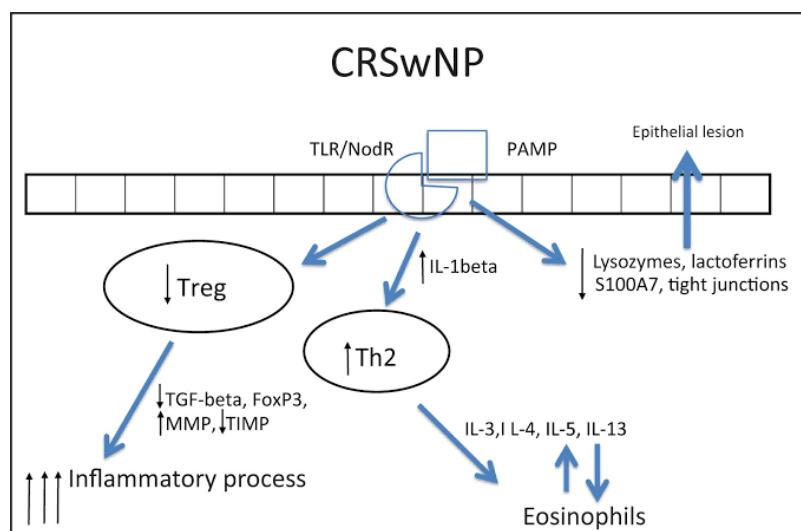 CRSwNP
Epithelial lesion
TLR/NodR
PAMP
IL-1beta
Lysozymes, lactoferrins
S100A7, tight junctions
Treg
Th2
TGF-beta, FoxP3,
MMP, TIMP
IL-3,I L-4, IL-5, IL-13
Inflammatory process
Eosinophils